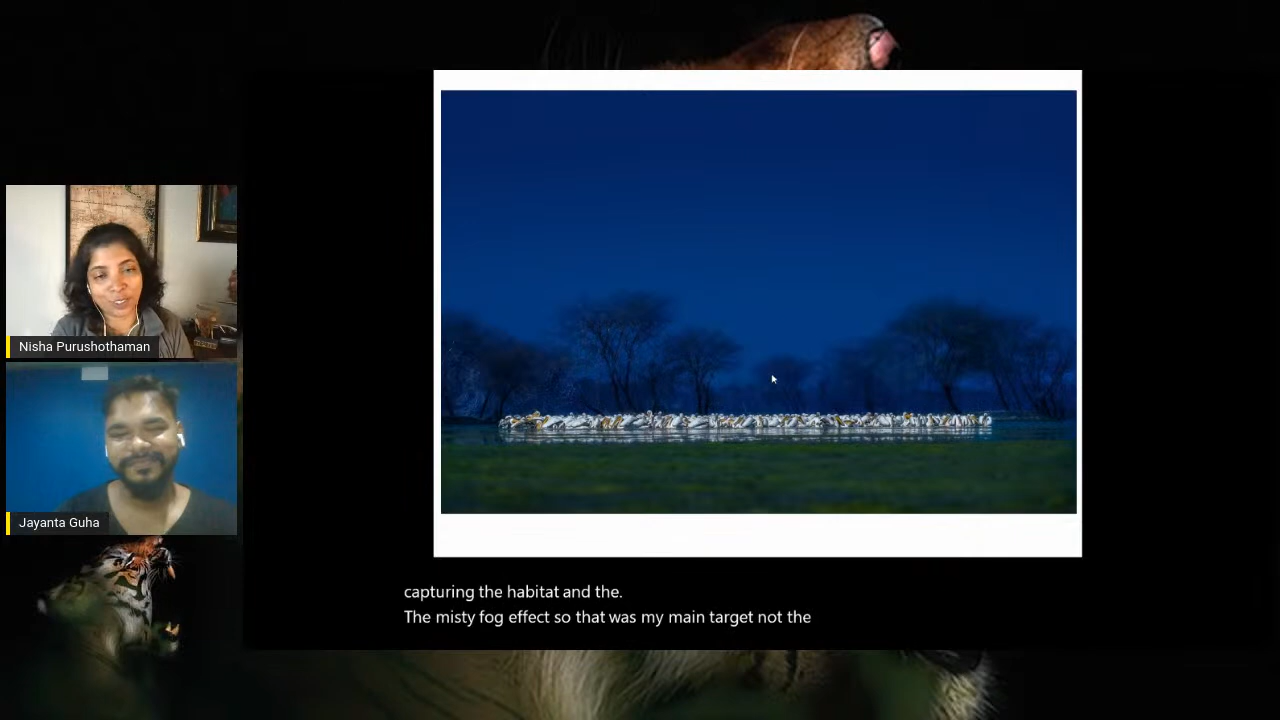 Nisha Purushothaman
Jayanta Guha
capturing the habitat and the.
The misty fog effect so that was my main target not the